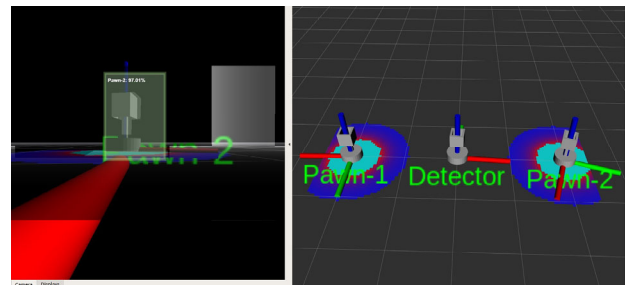 Pawn-2: 97.01%
Pawn-2
Pawn-1 Detector Pawn-2
Camera Displays